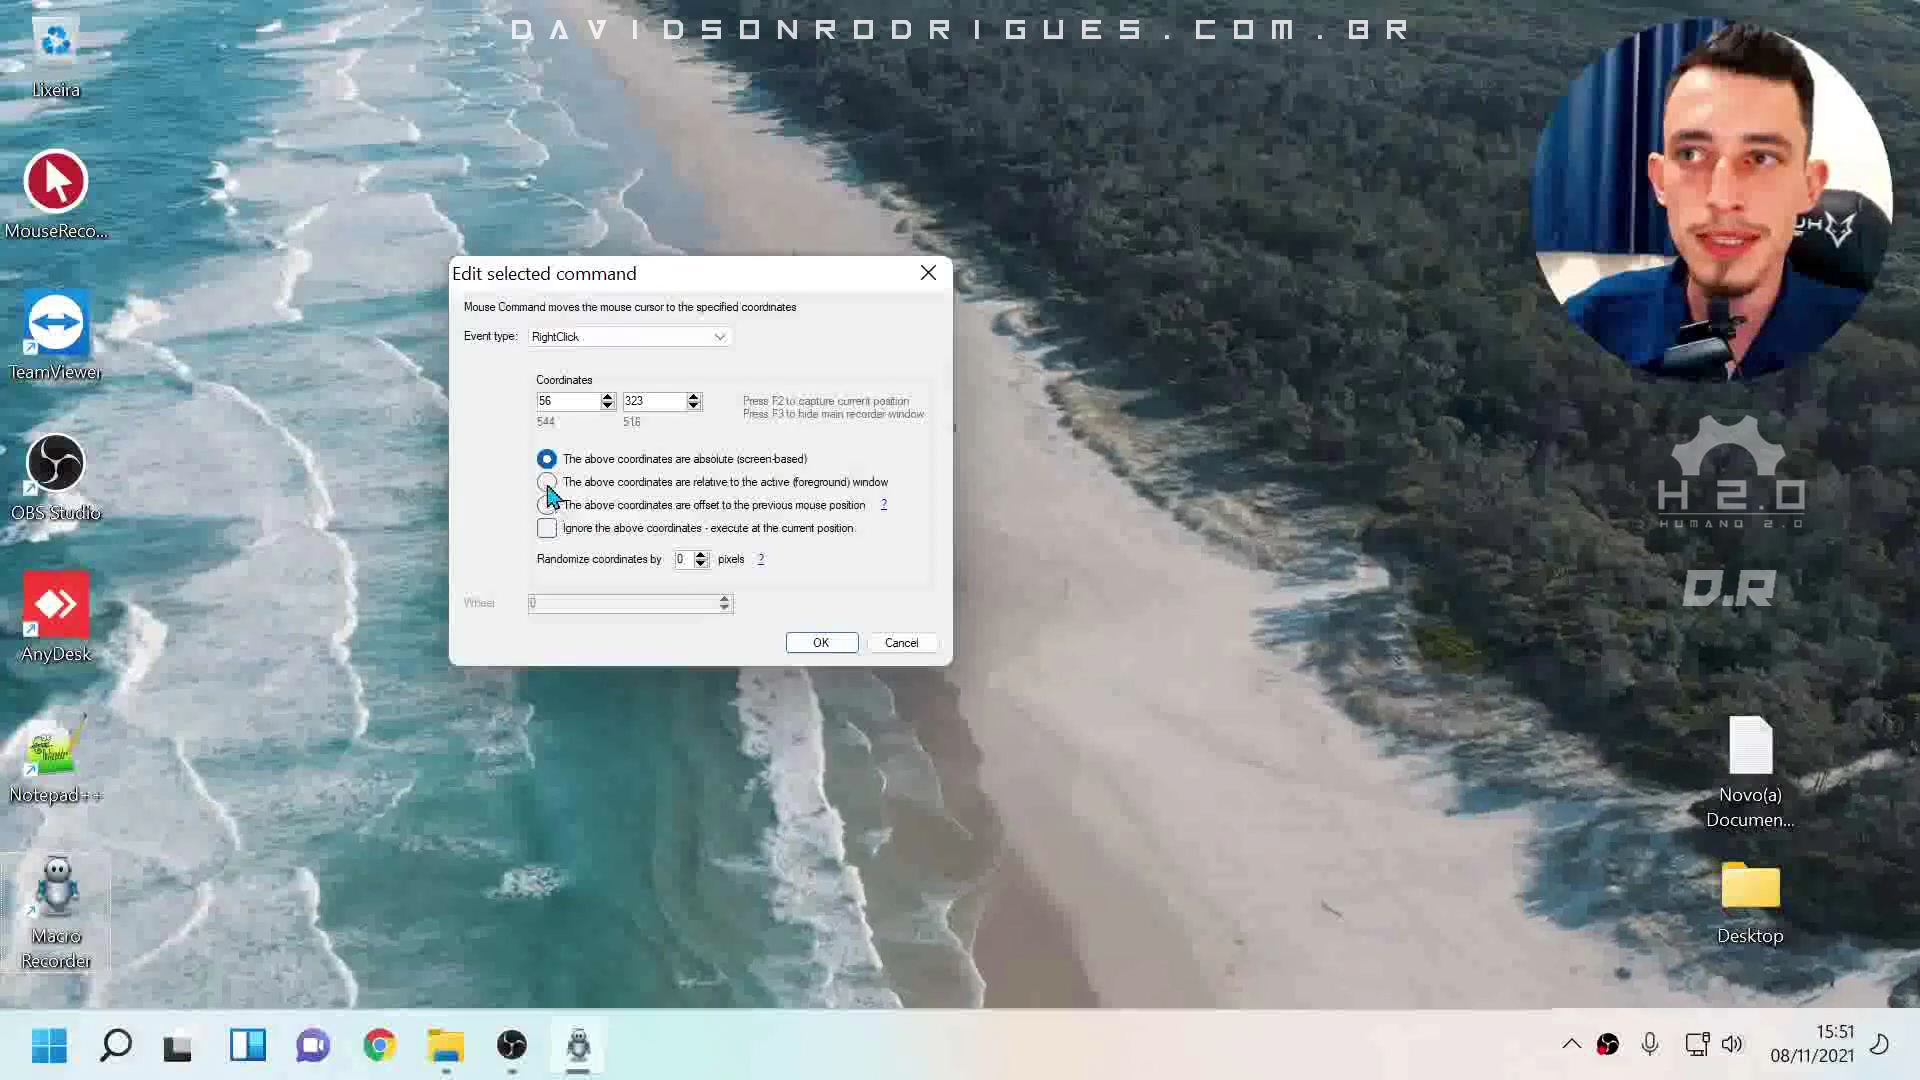 DAVIDSONRODRIGUES.COM.BR
Lixeira
MouseReco...
TeamViewer
OBS Studio
AnyDesk
Notepad++
Macro
Recorder
Edit selected command
Mouse Command moves the mouse cursor to the specified coordinates
Event type: RightClick
Coordinates
56 323
544 516
Press F2 to capture current position
Press F3 to hide main recorder window
The above coordinates are absolute (screen-based)
The above coordinates are relative to the active (foreground) window
The above coordinates are offset to the previous mouse position ?
Ignore the above coordinates - execute at the current position.
Randomize coordinates by 0 pixels ?
Wheel 0
OK Cancel
H 2.0
HUMANO 2.0
D.R
Novo(a)
Documen...
Desktop
15:51
08/11/2021